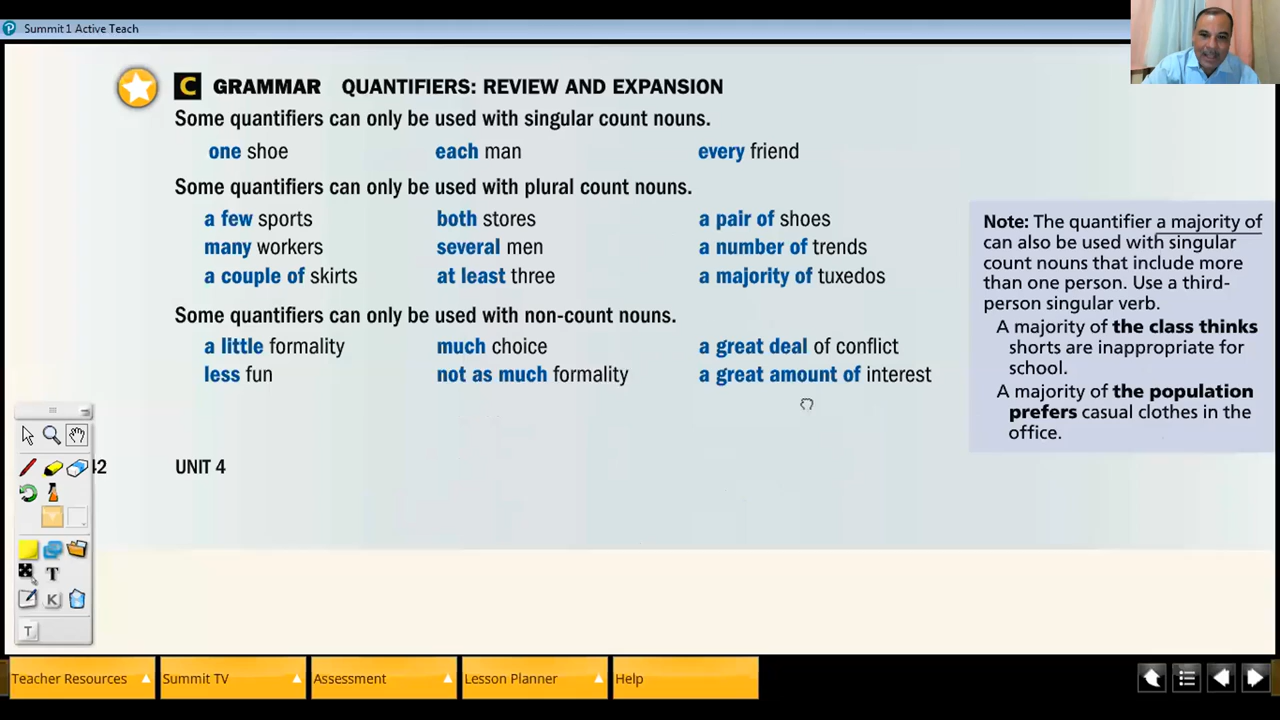 Summit 1 Active Teach
C GRAMMAR QUANTIFIERS: REVIEW AND EXPANSION
Some quantifiers can only be used with singular count nouns.
one shoe each man every friend
Some quantifiers can only be used with plural count nouns.
a few sports both stores a pair of shoes
many workers several men a number of trends
a couple of skirts at least three a majority of tuxedos
Some quantifiers can only be used with non-count nouns.
a little formality much choice a great deal of conflict
less fun not as much formality a great amount of interest
Note: The quantifier a majority of
can also be used with singular
count nouns that include more
than one person. Use a third-
person singular verb.
A majority of the class thinks
shorts are inappropriate for
school.
A majority of the population
prefers casual clothes in the
office.
42 UNIT 4
T
K
T
Teacher Resources Summit TV Assessment Lesson Planner Help